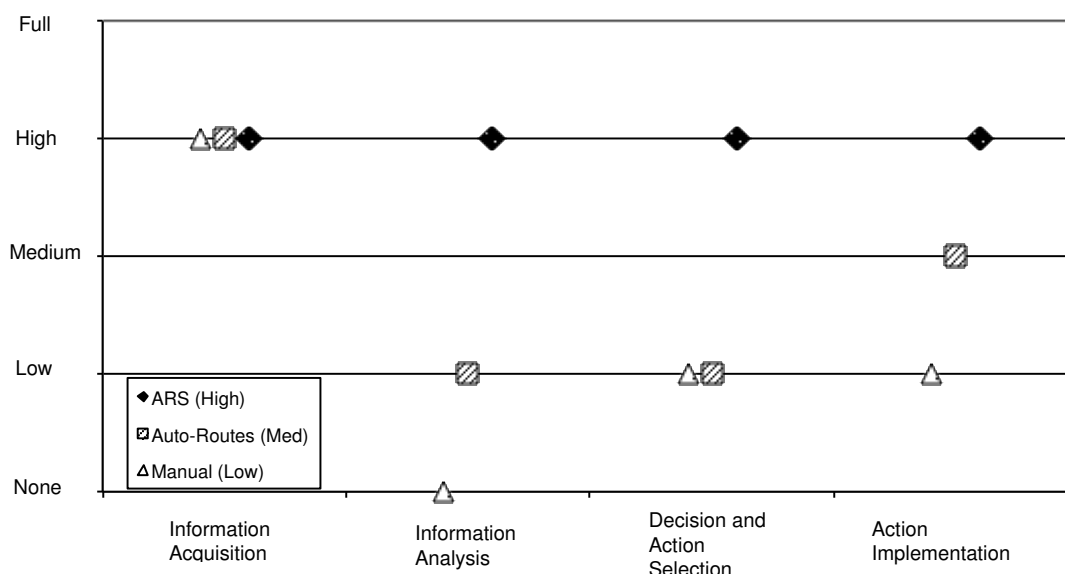 Full
High
Medium
Low
None
ARS (High)
Auto-Routes (Med)
Manual (Low)
Information
Acquisition
Information
Analysis
Decision and
Action
Selection
Action
Implementation